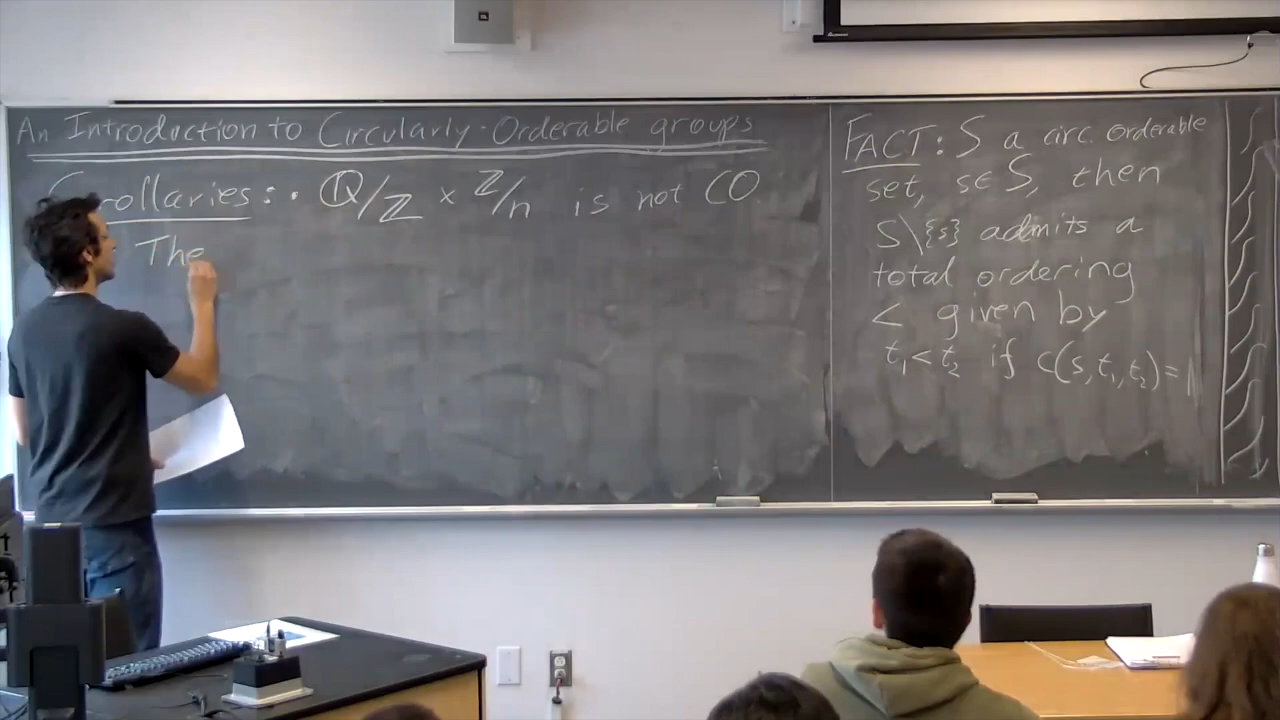 An Introduction to Circularly-Orderable groups
Corollaries: • ℚ/ℤ × ℤ/n is not CO.
The
FACT: S a circ. orderable
set, s∈S, then
S\{s} admits a
total ordering
< given by
t₁<t₂ if c(s,t₁,t₂)=1